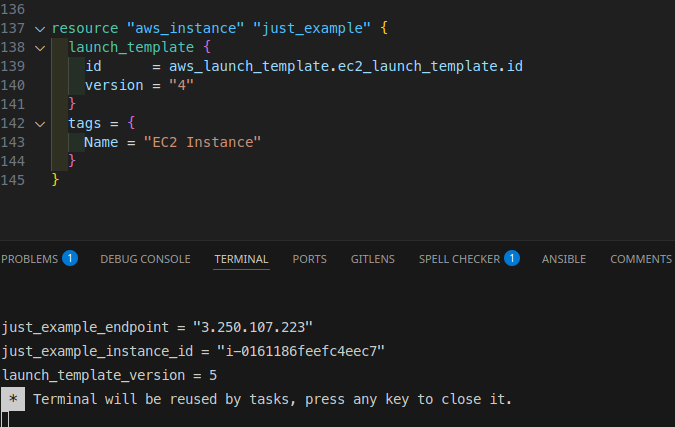 136
137 resource "aws_instance" "just_example" {
138 launch_template {
139 id      = aws_launch_template.ec2_launch_template.id
140 version = "4"
141 }
142 tags = {
143 Name = "EC2 Instance"
144 }
145 }
PROBLEMS 1 DEBUG CONSOLE TERMINAL PORTS GITLENS SPELL CHECKER 1 ANSIBLE COMMENTS
just_example_endpoint = "3.250.107.223"
just_example_instance_id = "i-0161186feefc4eec7"
launch_template_version = 5
* Terminal will be reused by tasks, press any key to close it.